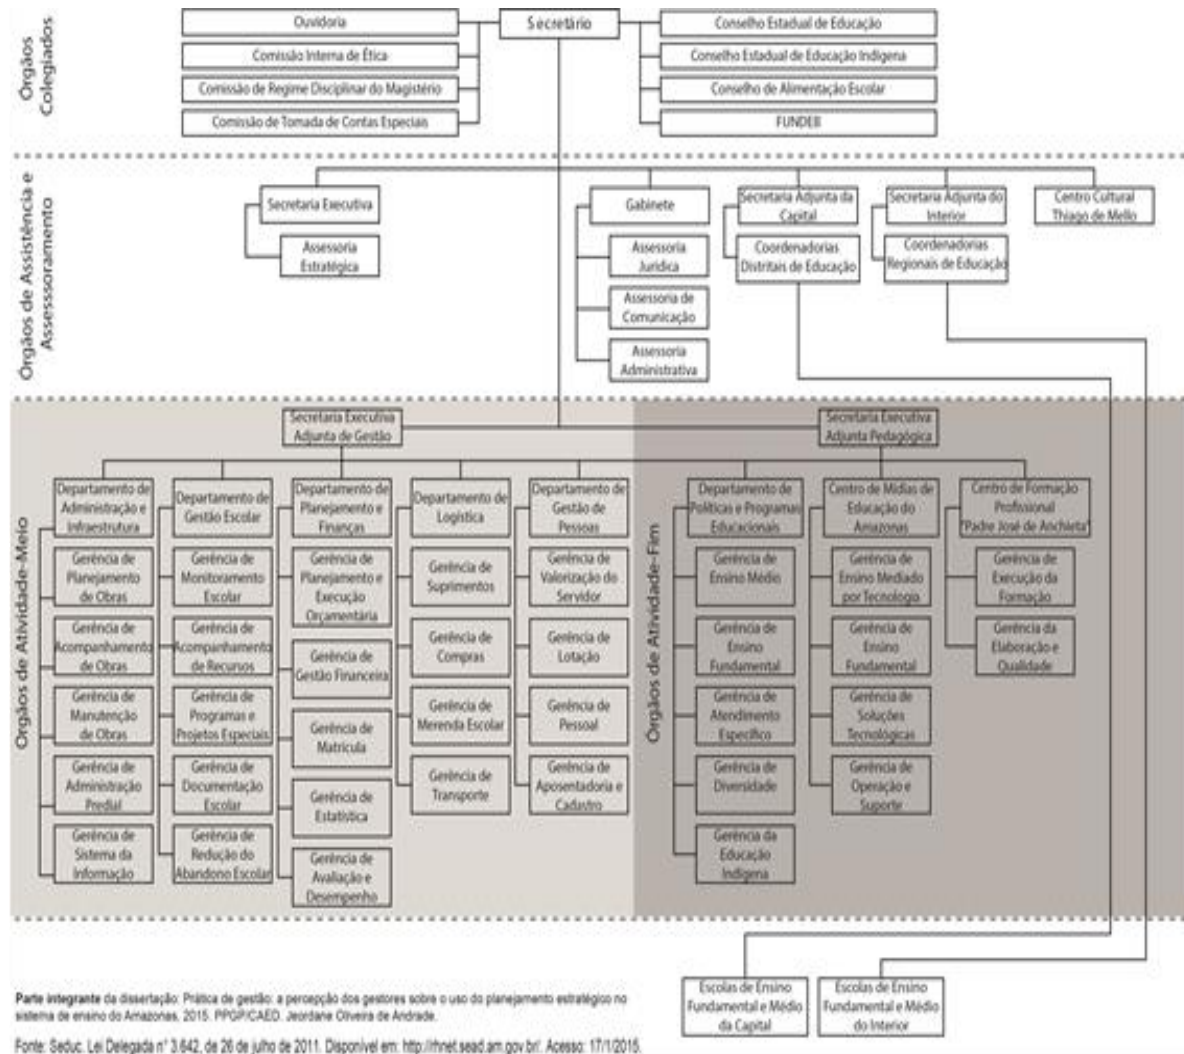 Orgãos
Colegiados
Ouvidoria
Comissão Interna de Ética
Comissão de Regime Disciplinar do Magistério
Comissão de Tomada de Contas Especiais
Secretário
Conselho Estadual de Educação
Conselho Estadual de Educação Indígena
Conselho de Alimentação Escolar
FUNDEB
Orgãos de Assistência e
Assesssoramento
Secretaria Executiva
Assessoria
Estratégica
Gabinete
Assessoria
Jurídica
Assessoria de
Comunicação
Assessoria
Administrativa
Secretaria Adjunta da
Capital
Coordenadorias
Distritais de Educação
Secretaria Adjunta do
Interior
Coordenadorias
Regionais de Educação
Centro Cultural
Thiago de Mello
Orgãos de Atividade-Meio
Secretaria Executiva
Adjunta de Gestão
Departamento de
Administração e
Infraestrutura
Gerência de
Planejamento
de Obras
Gerência de
Acompanhamento
de Obras
Gerência de
Manutenção
de Obras
Gerência de
Administração
Predial
Gerência de
Sistema da
Informação
Departamento de
Gestão Escolar
Gerência de
Monitoramento
Escolar
Gerência de
Acompanhamento
de Recursos
Gerência de
Programas e
Projetos Especiais
Gerência de
Documentação
Escolar
Gerência de
Redução do
Abandono Escolar
Departamento de
Planejamento e
Finanças
Gerência de
Planejamento e
Execução
Orçamentária
Gerência de
Gestão Financeira
Gerência de
Matrícula
Gerência de
Estatística
Gerência de
Avaliação e
Desempenho
Departamento de
Logística
Gerência de
Suprimentos
Gerência de
Compras
Gerência de
Merenda Escolar
Gerência de
Transporte
Departamento de
Gestão de
Pessoas
Gerência de
Valorização do
Servidor
Gerência de
Lotação
Gerência de
Pessoal
Gerência de
Aposentadoria e
Cadastro
Orgãos de Atividade-Fim
Secretaria Executiva
Adjunta Pedagógica
Departamento de
Políticas e Programas
Educacionais
Gerência de
Ensino Médio
Gerência de
Ensino
Fundamental
Gerência de
Atendimento
Específico
Gerência de
Diversidade
Gerência da
Educação
Indígena
Centro de Mídias de
Educação do
Amazonas
Gerência de
Ensino Mediado
por Tecnologia
Gerência de
Ensino
Fundamental
Gerência de
Soluções
Tecnológicas
Gerência de
Operação e
Suporte
Centro de Formação
Profissional
"Padre José de Anchieta"
Gerência de
Execução da
Formação
Gerência da
Elaboração e
Qualidade
Escolas de Ensino
Fundamental e Médio
da Capital
Escolas de Ensino
Fundamental e Médio
do Interior
Parte integrante da dissertação: Prática de gestão: a percepção dos gestores sobre o uso do planejamento estratégico no
sistema de ensino do Amazonas, 2015. PPGP/CAED. Jeordane Oliveira de Andrade.
Fonte: Seduc. Lei Delegada n° 3.642, de 26 de julho de 2011. Disponível em: http://rhnet.sead.am.gov.br/. Acesso: 17/1/2015.